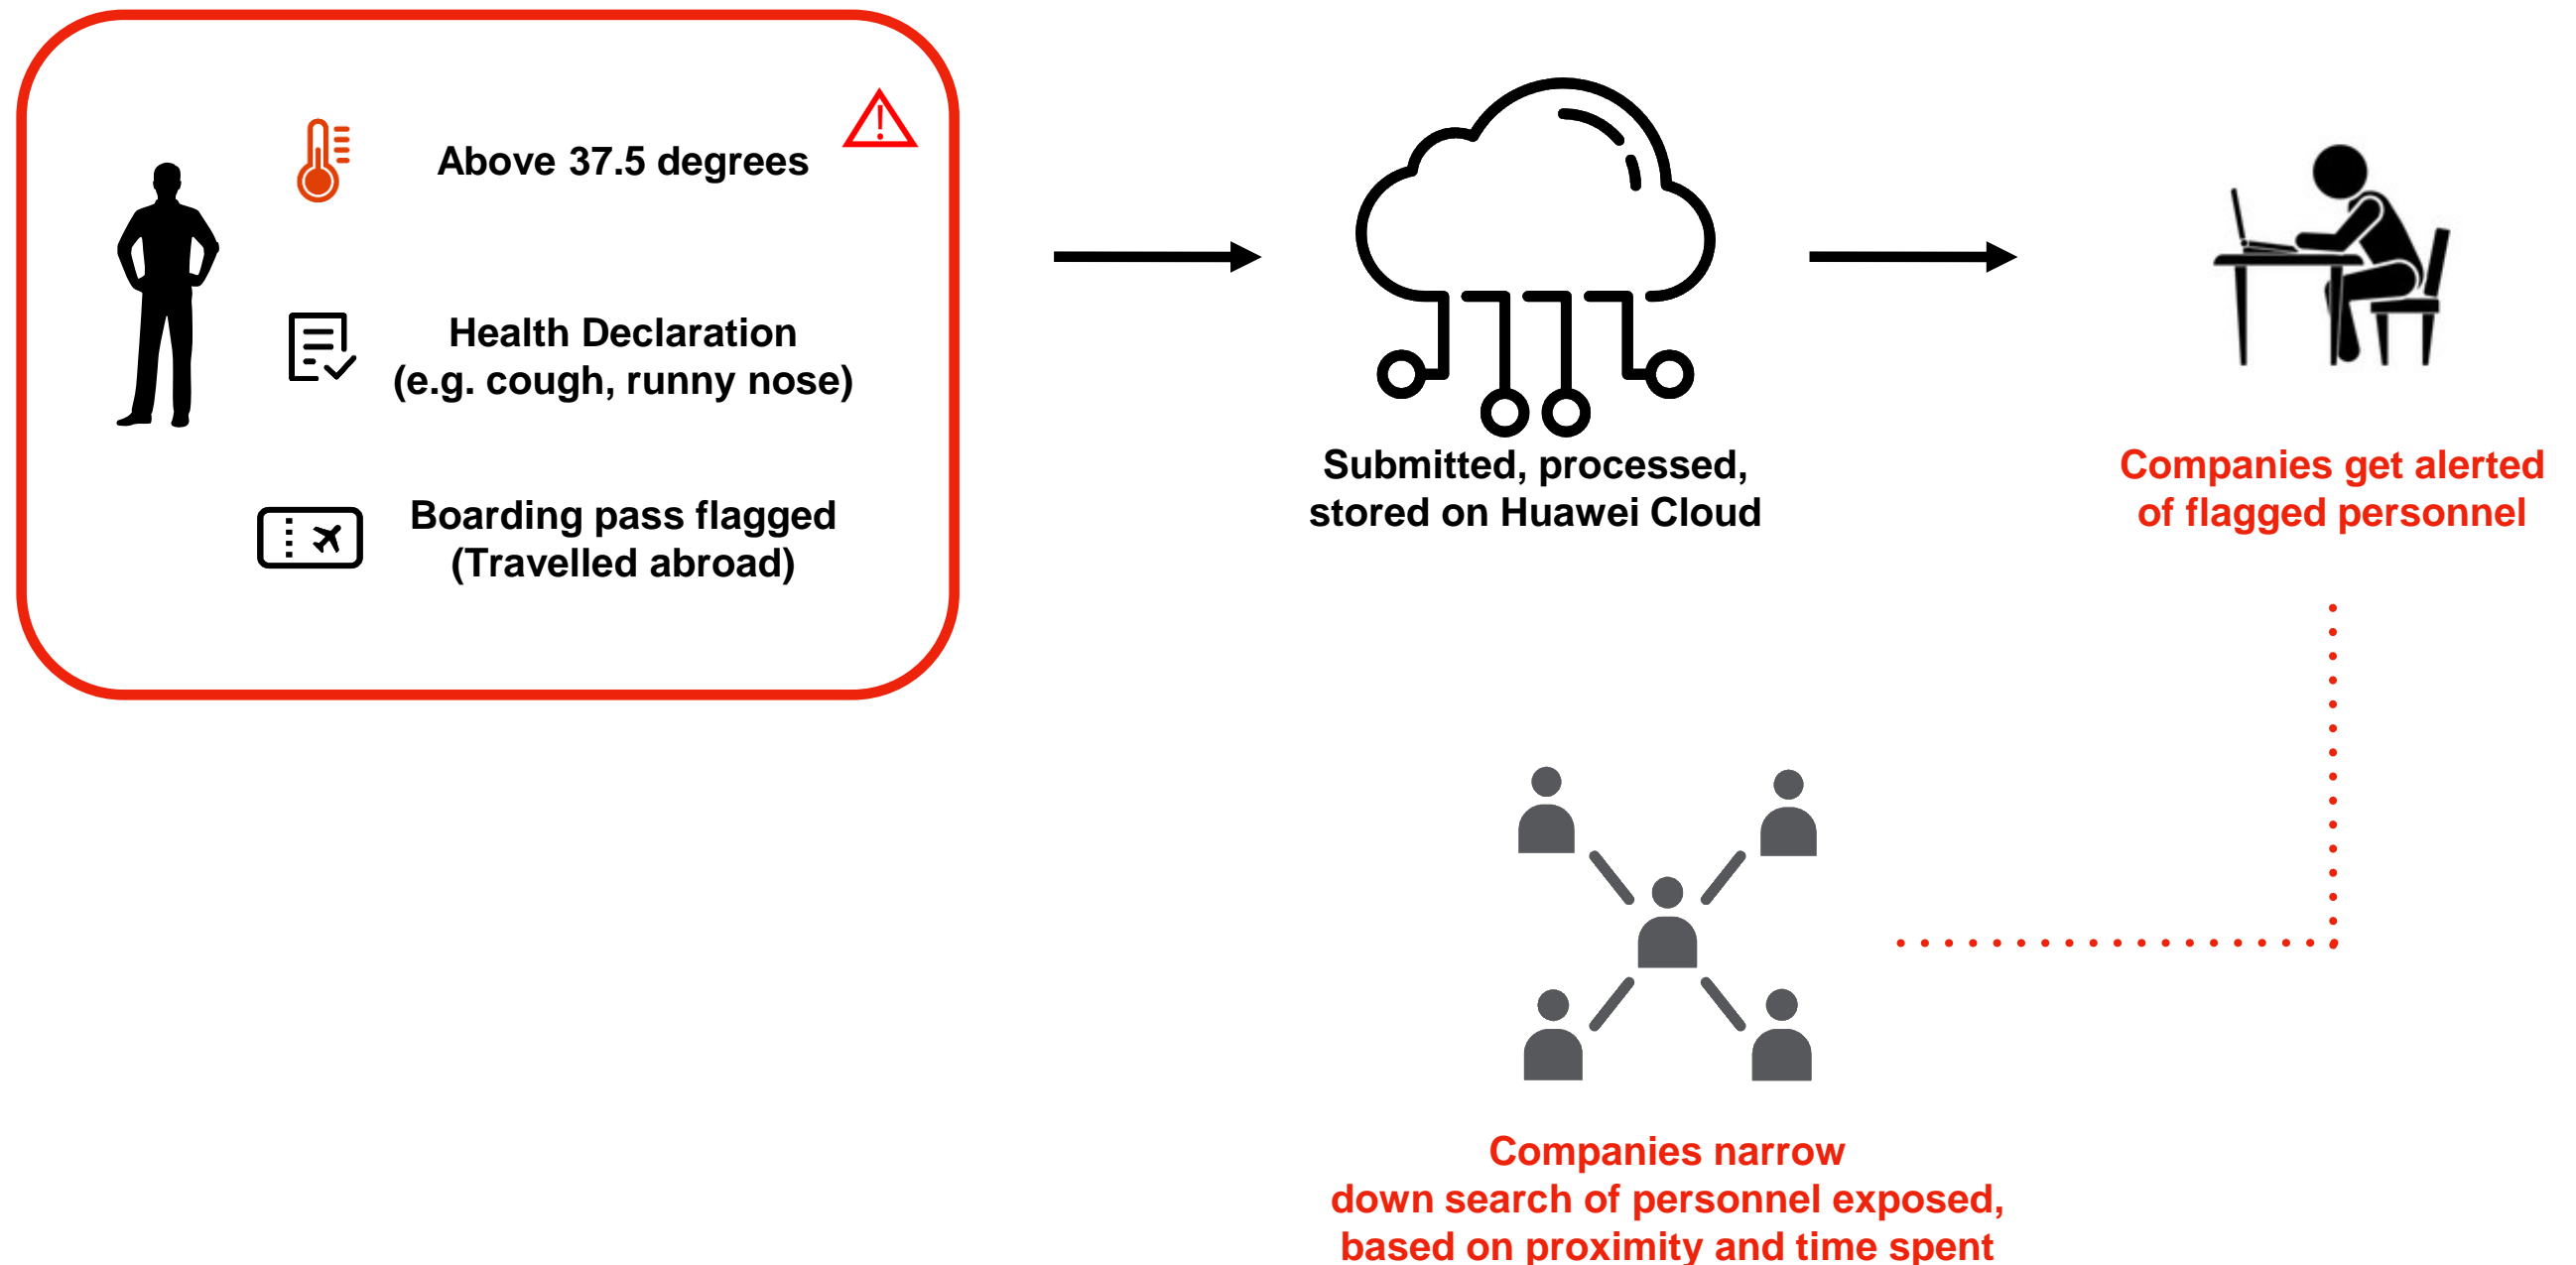 Above 37.5 degrees
Health Declaration
(e.g. cough, runny nose)
Boarding pass flagged
(Travelled abroad)
Submitted, processed,
stored on Huawei Cloud
Companies get alerted
of flagged personnel
Companies narrow
down search of personnel exposed,
based on proximity and time spent